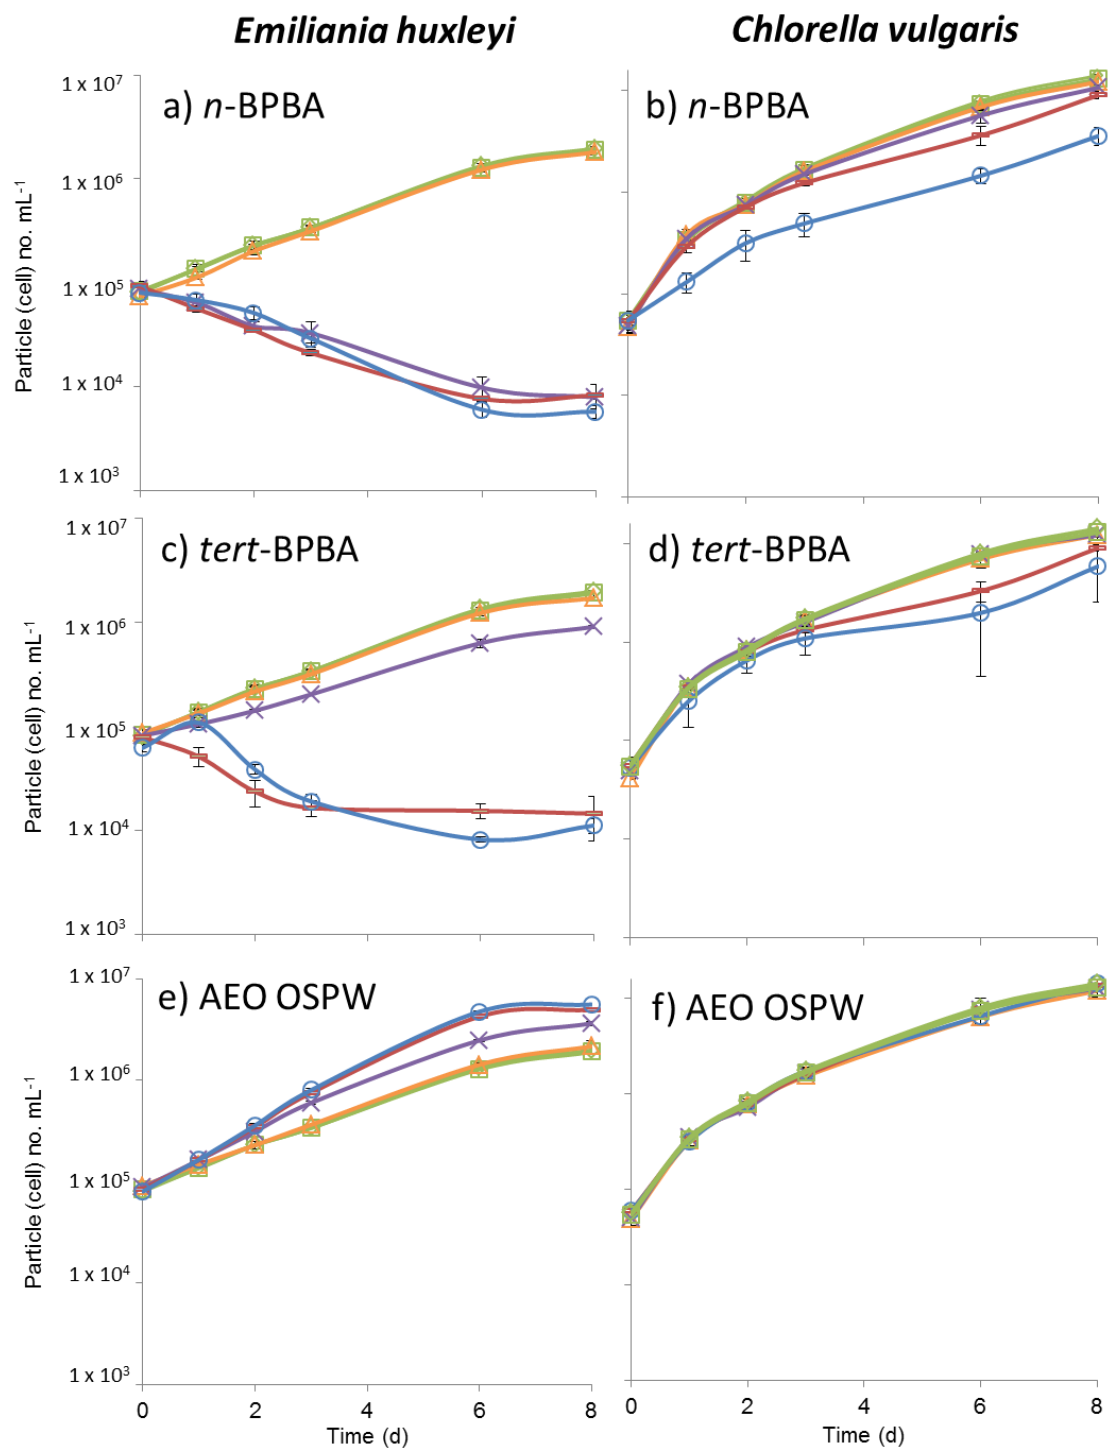 Emiliania huxleyi
Chlorella vulgaris
a) n-BPBA
b) n-BPBA
Particle (cell) no. mL⁻¹
1 x 10⁷
1 x 10⁶
1 x 10⁵
1 x 10⁴
1 x 10³
c) tert-BPBA
d) tert-BPBA
Particle (cell) no. mL⁻¹
1 x 10⁷
1 x 10⁶
1 x 10⁵
1 x 10⁴
1 x 10³
e) AEO OSPW
f) AEO OSPW
Particle (cell) no. mL⁻¹
1 x 10⁷
1 x 10⁶
1 x 10⁵
1 x 10⁴
1 x 10³
0 2 4 6 8
0 2 4 6 8
Time (d)
Time (d)